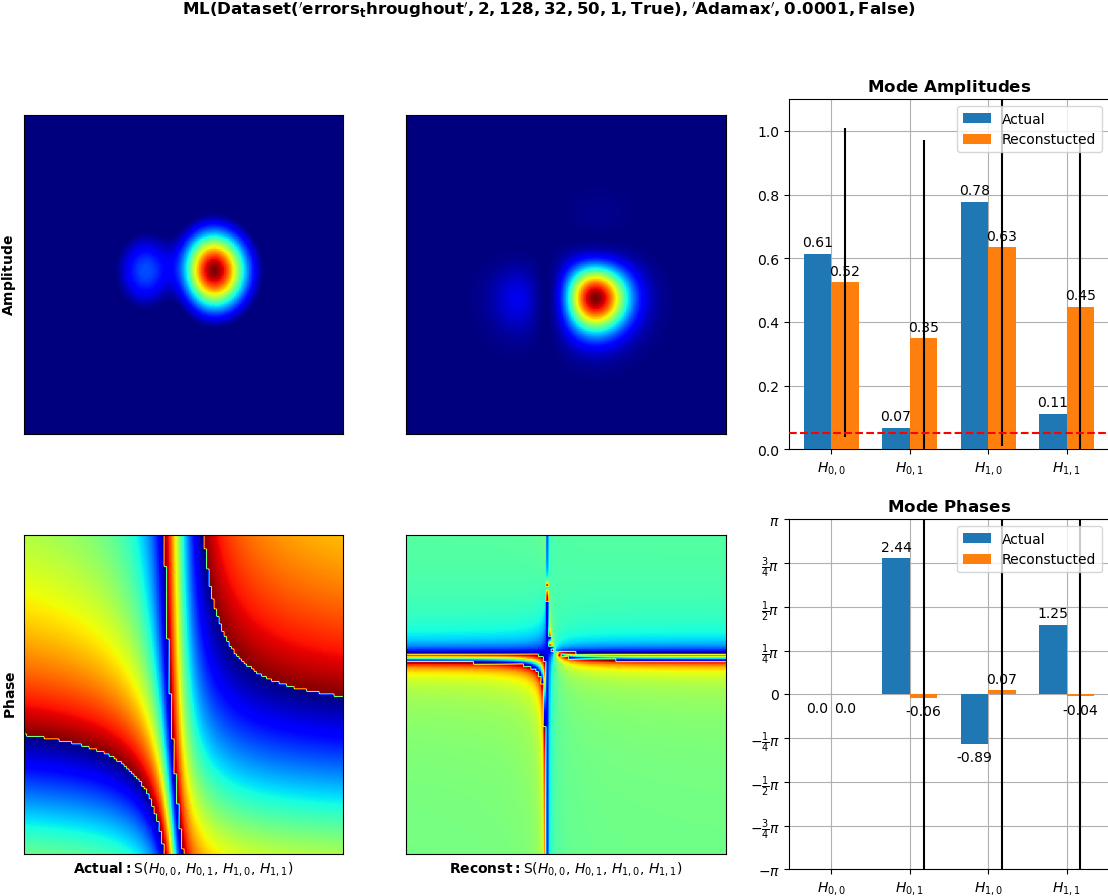 ML(Dataset('errors_throughout', 2, 128, 32, 50, 1, True), 'Adamax', 0.0001, False)
Amplitude
Mode Amplitudes
Actual
Reconstucted
1.0
0.8
0.6
0.4
0.2
0.0
0.61
0.52
0.07
0.35
0.78
0.63
0.11
0.45
H0,0
H0,1
H1,0
H1,1
Phase
Actual: S(H0,0, H0,1, H1,0, H1,1)
Reconst: S(H0,0, H0,1, H1,0, H1,1)
Mode Phases
Actual
Reconstucted
π
3/4π
1/2π
1/4π
0
−1/4π
−1/2π
−3/4π
−π
0.0
0.0
2.44
-0.06
-0.89
0.07
1.25
-0.04
H0,0
H0,1
H1,0
H1,1